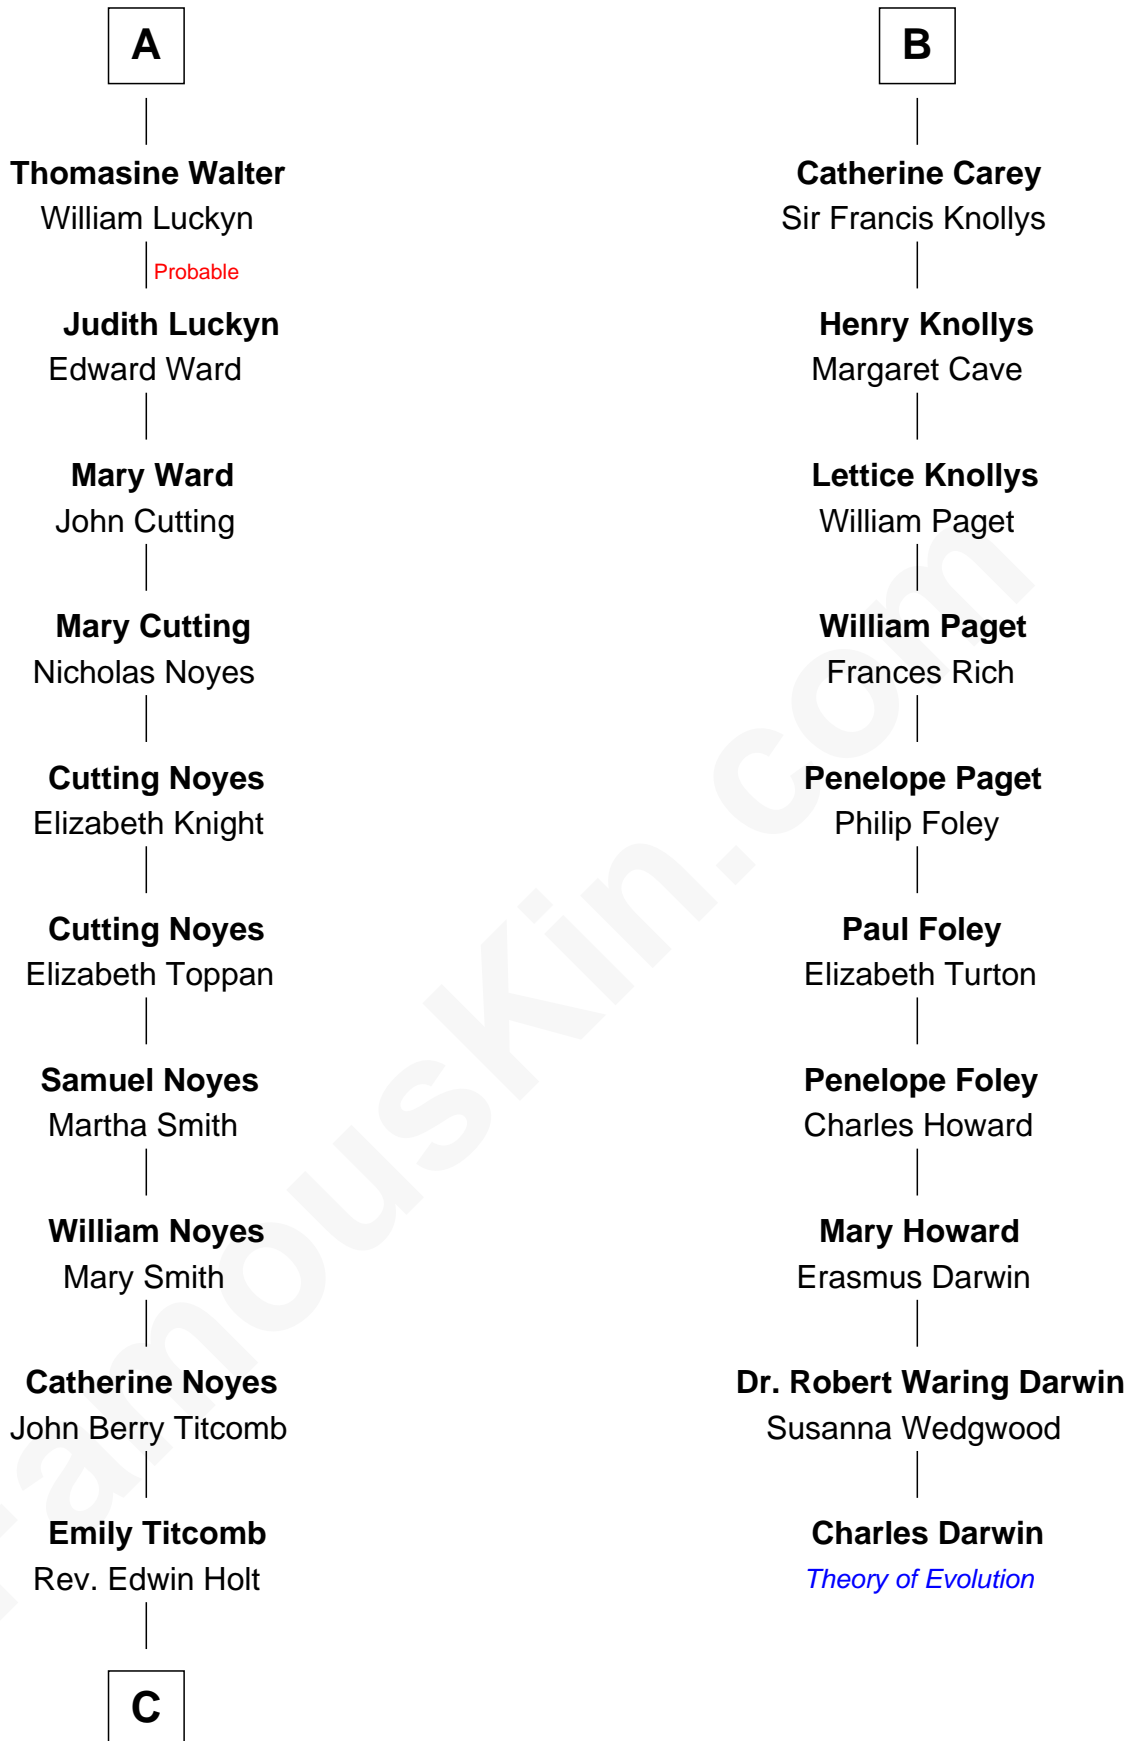 A
Thomasine Walter
William Luckyn
Probable
Judith Luckyn
Edward Ward
Mary Ward
John Cutting
Mary Cutting
Nicholas Noyes
Cutting Noyes
Elizabeth Knight
Cutting Noyes
Elizabeth Toppan
Samuel Noyes
Martha Smith
William Noyes
Mary Smith
Catherine Noyes
John Berry Titcomb
Emily Titcomb
Rev. Edwin Holt
C
B
Catherine Carey
Sir Francis Knollys
Henry Knollys
Margaret Cave
Lettice Knollys
William Paget
William Paget
Frances Rich
Penelope Paget
Philip Foley
Paul Foley
Elizabeth Turton
Penelope Foley
Charles Howard
Mary Howard
Erasmus Darwin
Dr. Robert Waring Darwin
Susanna Wedgwood
Charles Darwin
Theory of Evolution
FamousKin.com